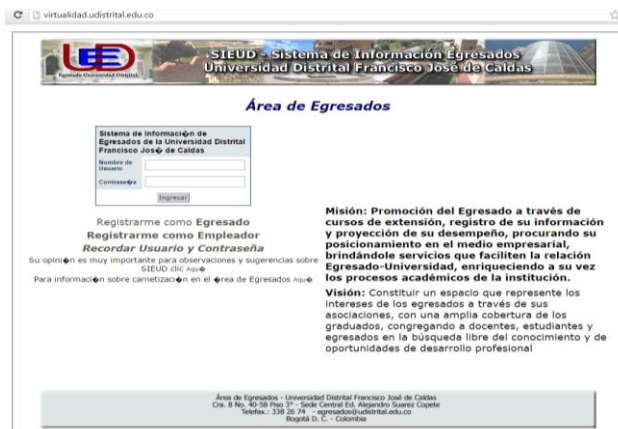 virtualidad.udistrital.edu.co
UED
Egresado Universidad Distrital
SIEUD - Sistema de Información Egresados
Universidad Distrital Francisco José de Caldas
Área de Egresados
Sistema de Informaci�n de
Egresados de la Universidad Distrital
Francisco Jos� de Caldas
Nombre de
Usuario
Contrase�a
Ingresar
Registrarme como Egresado
Registrarme como Empleador
Recordar Usuario y Contraseña
Su opini�n es muy importante para observaciones y sugerencias sobre
SIEUD clic Aqu�
Para informaci�n sobre carnetizaci�n en el �rea de Egresados Aqu�
Misión: Promoción del Egresado a través de
cursos de extensión, registro de su información
y proyección de su desempeño, procurando su
posicionamiento en el medio empresarial,
brindándole servicios que faciliten la relación
Egresado-Universidad, enriqueciendo a su vez
los procesos académicos de la institución.
Visión: Constituir un espacio que represente los
intereses de los egresados a través de sus
asociaciones, con una amplia cobertura de los
graduados, congregando a docentes, estudiantes y
egresados en la búsqueda libre del conocimiento y de
oportunidades de desarrollo profesional
Área de Egresados - Universidad Distrital Francisco José de Caldas
Cra. 8 No. 40-58 Piso 3° - Sede Central Ed. Alejandro Suarez Copete
Telefax.: 338 26 74 - egresados@udistrital.edu.co
Bogotá D. C. - Colombia